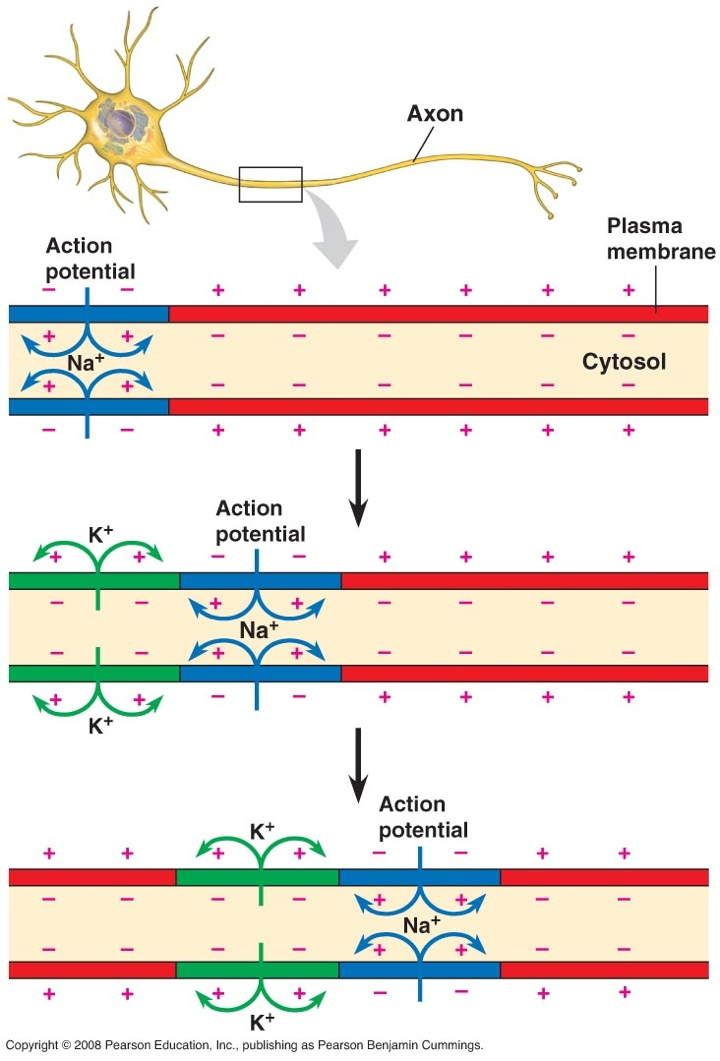 Axon
Plasma
membrane
Action
potential
− − + + + + + +
+ + − − − − − −
Na⁺
Cytosol
+ + − − − − − −
− − + + + + + +
Action
potential
K⁺
+ + − − + + + +
− − + + − − − −
Na⁺
− − + + − − − −
+ + − − + + + +
K⁺
Action
potential
K⁺
+ + + + − − + +
− − − − + + − −
Na⁺
− − − − + + − −
+ + + + − − + +
K⁺
Copyright © 2008 Pearson Education, Inc., publishing as Pearson Benjamin Cummings.